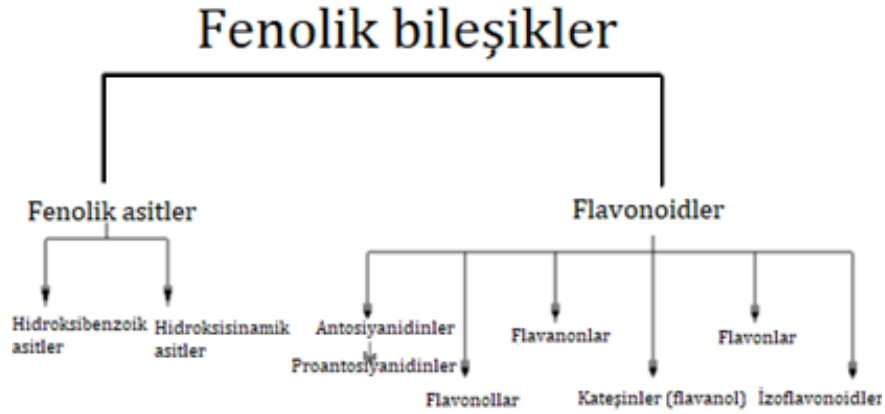 Fenolik bileşikler
Fenolik asitler
Flavonoidler
Hidroksibenzoik
asitler
Hidroksisinamik
asitler
Antosiyanidinler
Proantosiyanidinler
Flavonollar
Flavanonlar
Kateşinler (flavanol)
Flavonlar
İzoflavonoidler